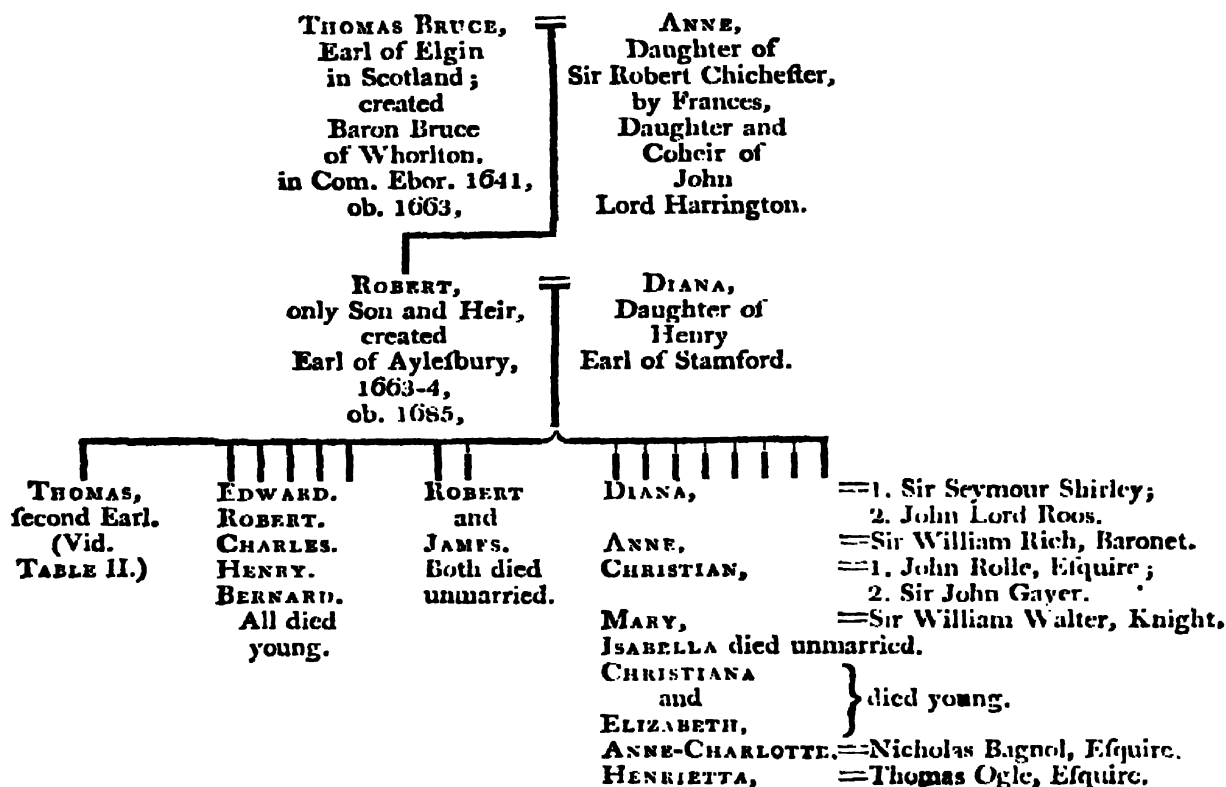 THOMAS BRUCE,
Earl of Elgin
in Scotland;
created
Baron Bruce
of Whorlton.
in Com. Ebor. 1641,
ob. 1663,
=
ANNE,
Daughter of
Sir Robert Chicheſter,
by Frances,
Daughter and
Coheir of
John
Lord Harrington.
ROBERT,
only Son and Heir,
created
Earl of Ayleſbury,
1663-4,
ob. 1685,
=
DIANA,
Daughter of
Henry
Earl of Stamford.
THOMAS,
ſecond Earl.
(Vid.
TABLE II.)
EDWARD.
ROBERT.
CHARLES.
HENRY.
BERNARD.
All died
young.
ROBERT
and
JAMES.
Both died
unmarried.
DIANA, =1. Sir Seymour Shirley;
2. John Lord Roos.
ANNE, =Sir William Rich, Baronet.
CHRISTIAN, =1. John Rolle, Eſquire;
2. Sir John Gayer.
MARY, =Sir William Walter, Knight.
ISABELLA died unmarried.
CHRISTIANA
and } died young.
ELIZABETH,
ANNE-CHARLOTTE.=Nicholas Bagnol, Eſquire.
HENRIETTA, =Thomas Ogle, Eſquire.